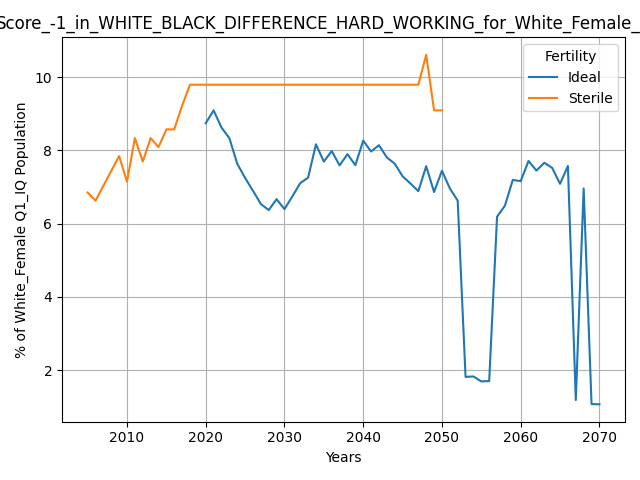 Score_-1_in_WHITE_BLACK_DIFFERENCE_HARD_WORKING_for_White_Female_
Fertility
Ideal
Sterile
% of White_Female Q1_IQ Population
10
8
6
4
2
2010 2020 2030 2040 2050 2060 2070
Years